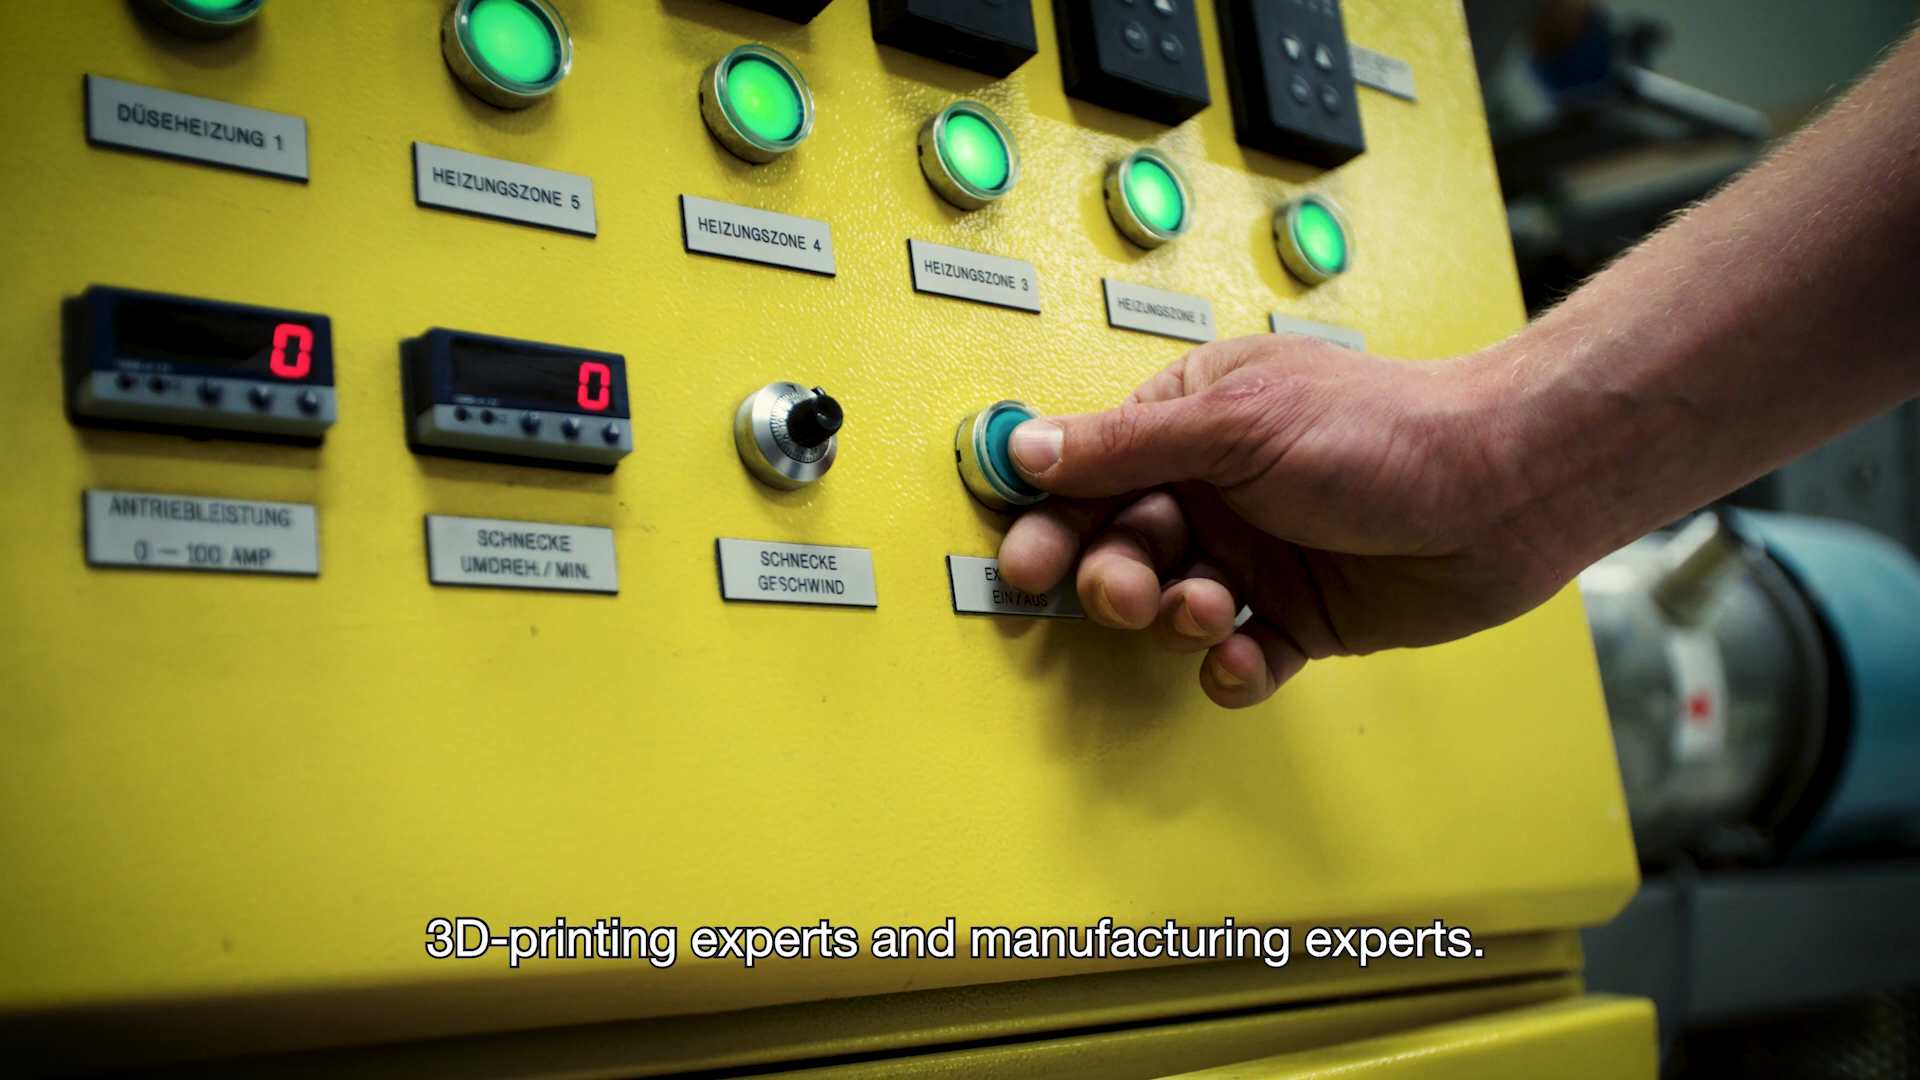 DÜSEHEIZUNG 1
HEIZUNGSZONE 5
HEIZUNGSZONE 4
HEIZUNGSZONE 3
HEIZUNGSZONE 2
0
0
ANTRIEBLEISTUNG
0 — 100 AMP
SCHNECKE
UMDREH. / MIN.
SCHNECKE
GESCHWIND
EIN / AUS
3D-printing experts and manufacturing experts.